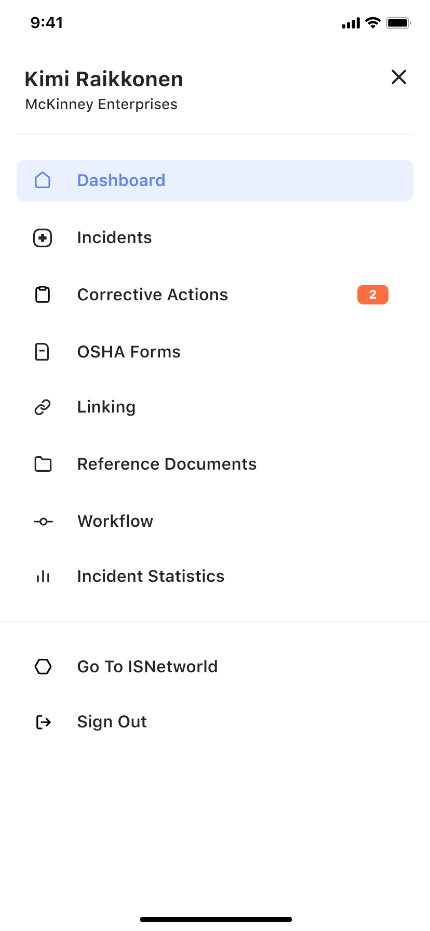 9:41
Kimi Raikkonen
McKinney Enterprises
Dashboard
Incidents
Corrective Actions 2
OSHA Forms
Linking
Reference Documents
Workflow
Incident Statistics
Go To ISNetworld
Sign Out